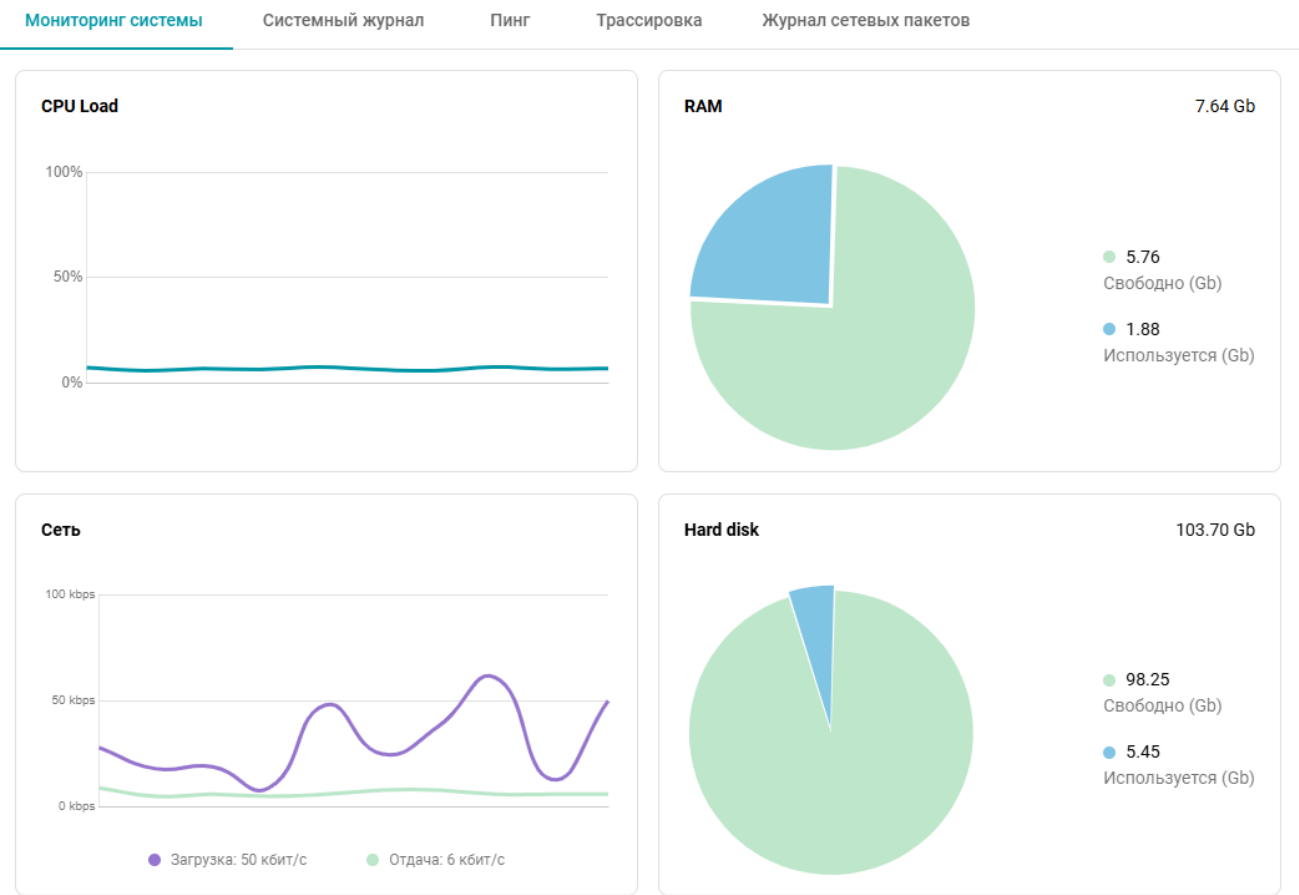 Мониторинг системы
Системный журнал
Пинг
Трассировка
Журнал сетевых пакетов
CPU Load
100%
50%
0%
RAM
7.64 Gb
5.76
Свободно (Gb)
1.88
Используется (Gb)
Сеть
100 kbps
50 kbps
0 kbps
Загрузка: 50 кбит/с
Отдача: 6 кбит/с
Hard disk
103.70 Gb
98.25
Свободно (Gb)
5.45
Используется (Gb)